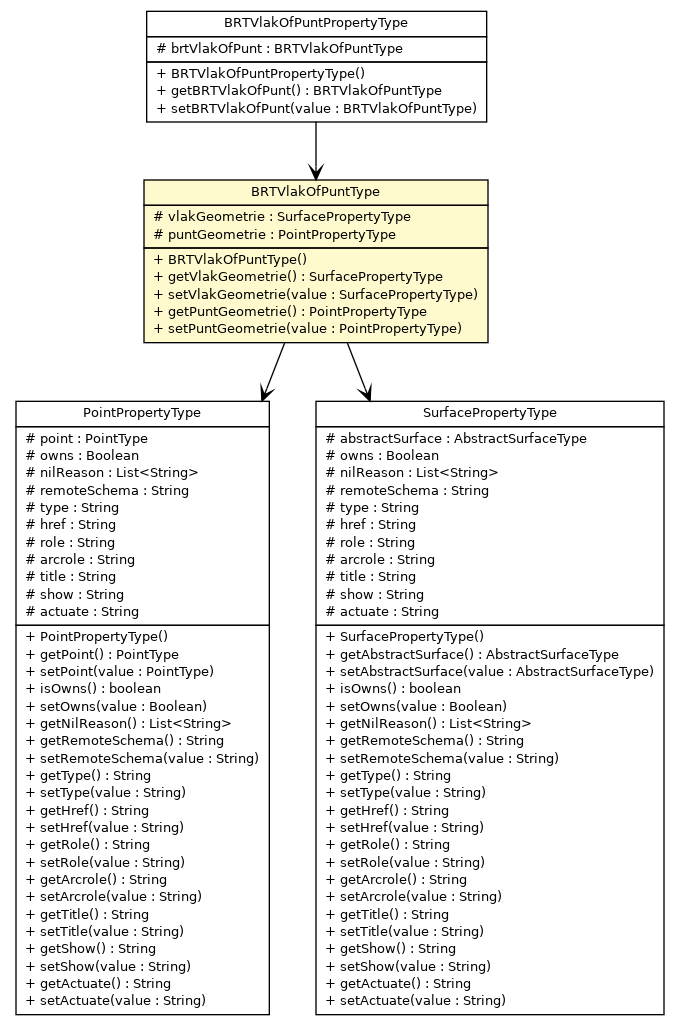 BRTVlakOfPuntPropertyType
# brtVlakOfPunt : BRTVlakOfPuntType
+ BRTVlakOfPuntPropertyType()
+ getBRTVlakOfPunt() : BRTVlakOfPuntType
+ setBRTVlakOfPunt(value : BRTVlakOfPuntType)
BRTVlakOfPuntType
# vlakGeometrie : SurfacePropertyType
# puntGeometrie : PointPropertyType
+ BRTVlakOfPuntType()
+ getVlakGeometrie() : SurfacePropertyType
+ setVlakGeometrie(value : SurfacePropertyType)
+ getPuntGeometrie() : PointPropertyType
+ setPuntGeometrie(value : PointPropertyType)
PointPropertyType
# point : PointType
# owns : Boolean
# nilReason : List<String>
# remoteSchema : String
# type : String
# href : String
# role : String
# arcrole : String
# title : String
# show : String
# actuate : String
+ PointPropertyType()
+ getPoint() : PointType
+ setPoint(value : PointType)
+ isOwns() : boolean
+ setOwns(value : Boolean)
+ getNilReason() : List<String>
+ getRemoteSchema() : String
+ setRemoteSchema(value : String)
+ getType() : String
+ setType(value : String)
+ getHref() : String
+ setHref(value : String)
+ getRole() : String
+ setRole(value : String)
+ getArcrole() : String
+ setArcrole(value : String)
+ getTitle() : String
+ setTitle(value : String)
+ getShow() : String
+ setShow(value : String)
+ getActuate() : String
+ setActuate(value : String)
SurfacePropertyType
# abstractSurface : AbstractSurfaceType
# owns : Boolean
# nilReason : List<String>
# remoteSchema : String
# type : String
# href : String
# role : String
# arcrole : String
# title : String
# show : String
# actuate : String
+ SurfacePropertyType()
+ getAbstractSurface() : AbstractSurfaceType
+ setAbstractSurface(value : AbstractSurfaceType)
+ isOwns() : boolean
+ setOwns(value : Boolean)
+ getNilReason() : List<String>
+ getRemoteSchema() : String
+ setRemoteSchema(value : String)
+ getType() : String
+ setType(value : String)
+ getHref() : String
+ setHref(value : String)
+ getRole() : String
+ setRole(value : String)
+ getArcrole() : String
+ setArcrole(value : String)
+ getTitle() : String
+ setTitle(value : String)
+ getShow() : String
+ setShow(value : String)
+ getActuate() : String
+ setActuate(value : String)